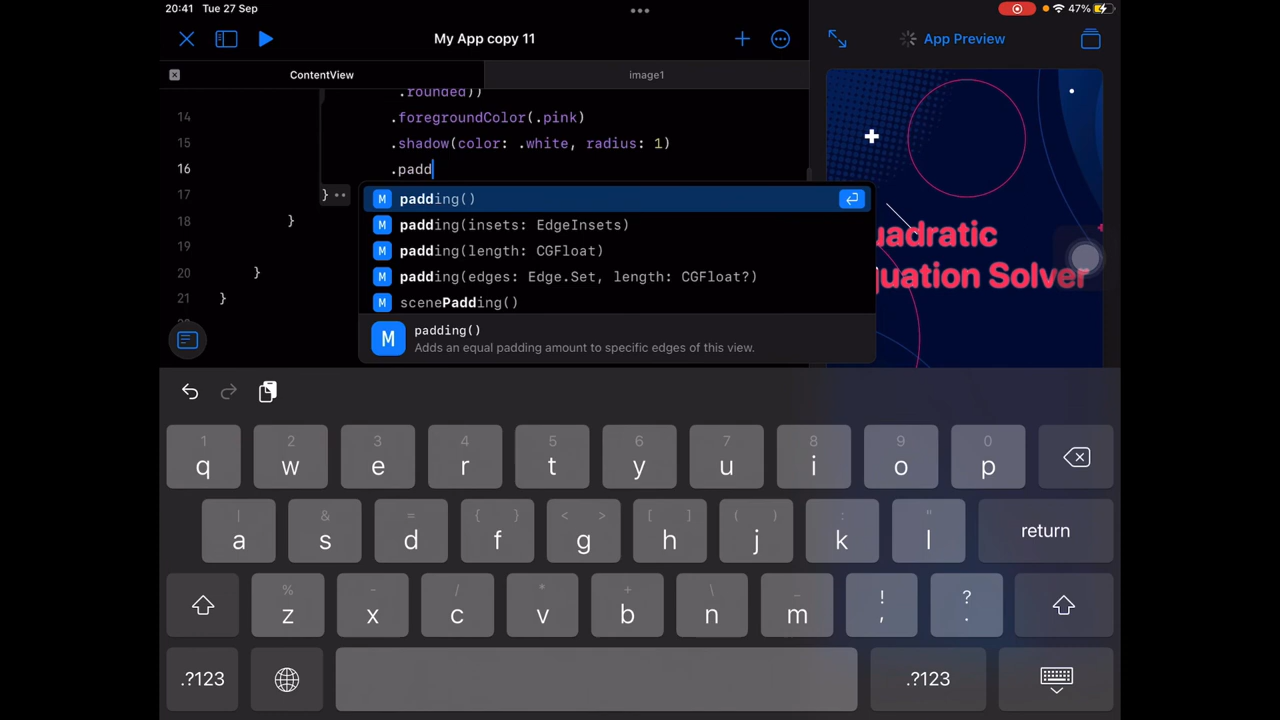 20:41 Tue 27 Sep
47%
My App copy 11
App Preview
ContentView
image1
.rounded))
14 .foregroundColor(.pink)
15 .shadow(color: .white, radius: 1)
16 .padd
17 }
18 }
19
20 }
21 }
M padding()
M padding(insets: EdgeInsets)
M padding(length: CGFloat)
M padding(edges: Edge.Set, length: CGFloat?)
M scenePadding()
M padding()
Adds an equal padding amount to specific edges of this view.
uadratic
quation Solver
1 2 3 4 5 6 7 8 9 0
q w e r t y u i o p
| & = { } < > [ ] ( ) : "
a s d f g h j k l return
% - / * + \ _
z x c v b n m ! , ? .
.?123 .?123